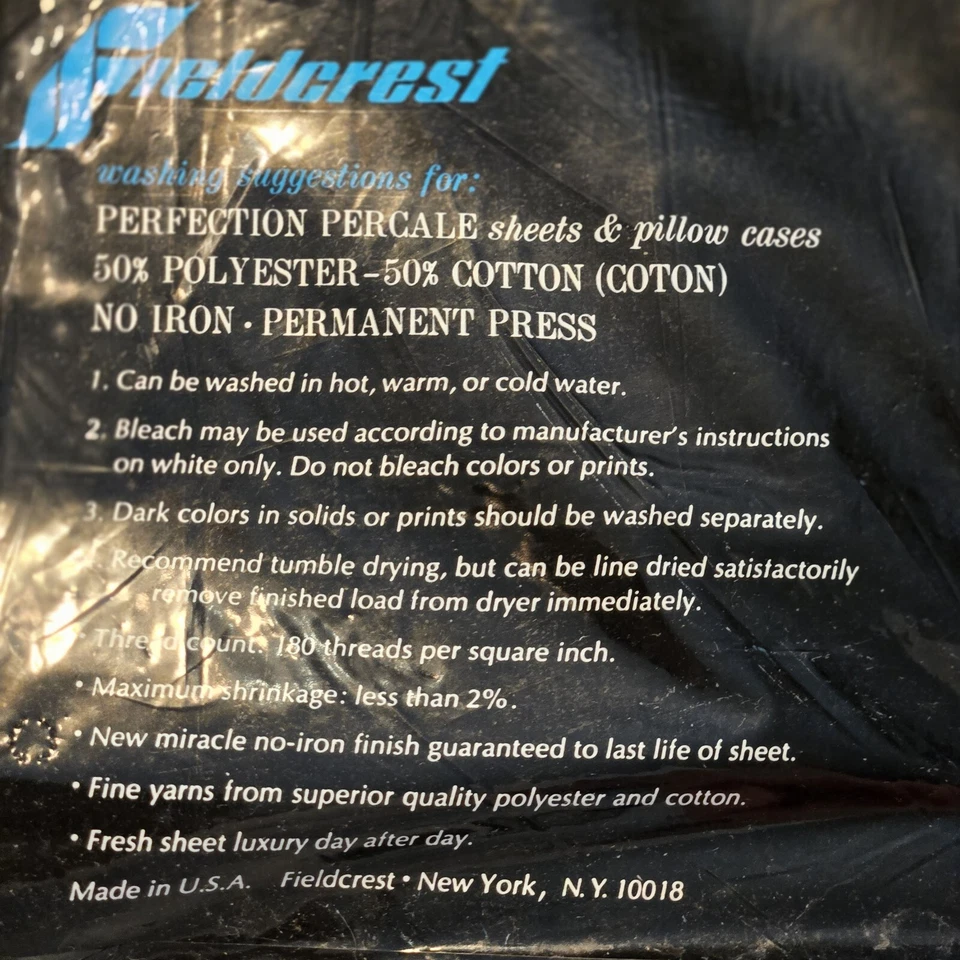 Fieldcrest
washing suggestions for:
PERFECTION PERCALE sheets & pillow cases
50% POLYESTER–50% COTTON (COTON)
NO IRON · PERMANENT PRESS
1. Can be washed in hot, warm, or cold water.
2. Bleach may be used according to manufacturer's instructions
on white only. Do not bleach colors or prints.
3. Dark colors in solids or prints should be washed separately.
Recommend tumble drying, but can be line dried satisfactorily
remove finished load from dryer immediately.
• Thread count: 180 threads per square inch.
• Maximum shrinkage: less than 2%.
• New miracle no-iron finish guaranteed to last life of sheet.
• Fine yarns from superior quality polyester and cotton.
• Fresh sheet luxury day after day.
Made in U.S.A. Fieldcrest • New York, N.Y. 10018